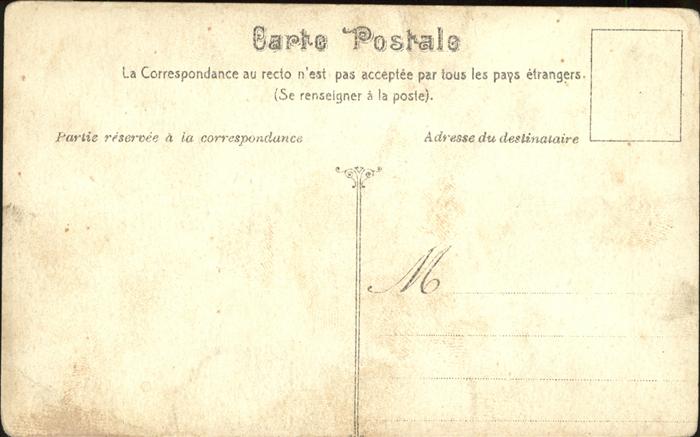 Carte Postale
La Correspondance au recto n'est pas acceptée par tous les pays étrangers.
(Se renseigner à la poste).
Partie réservée à la correspondance
Adresse du destinataire
M